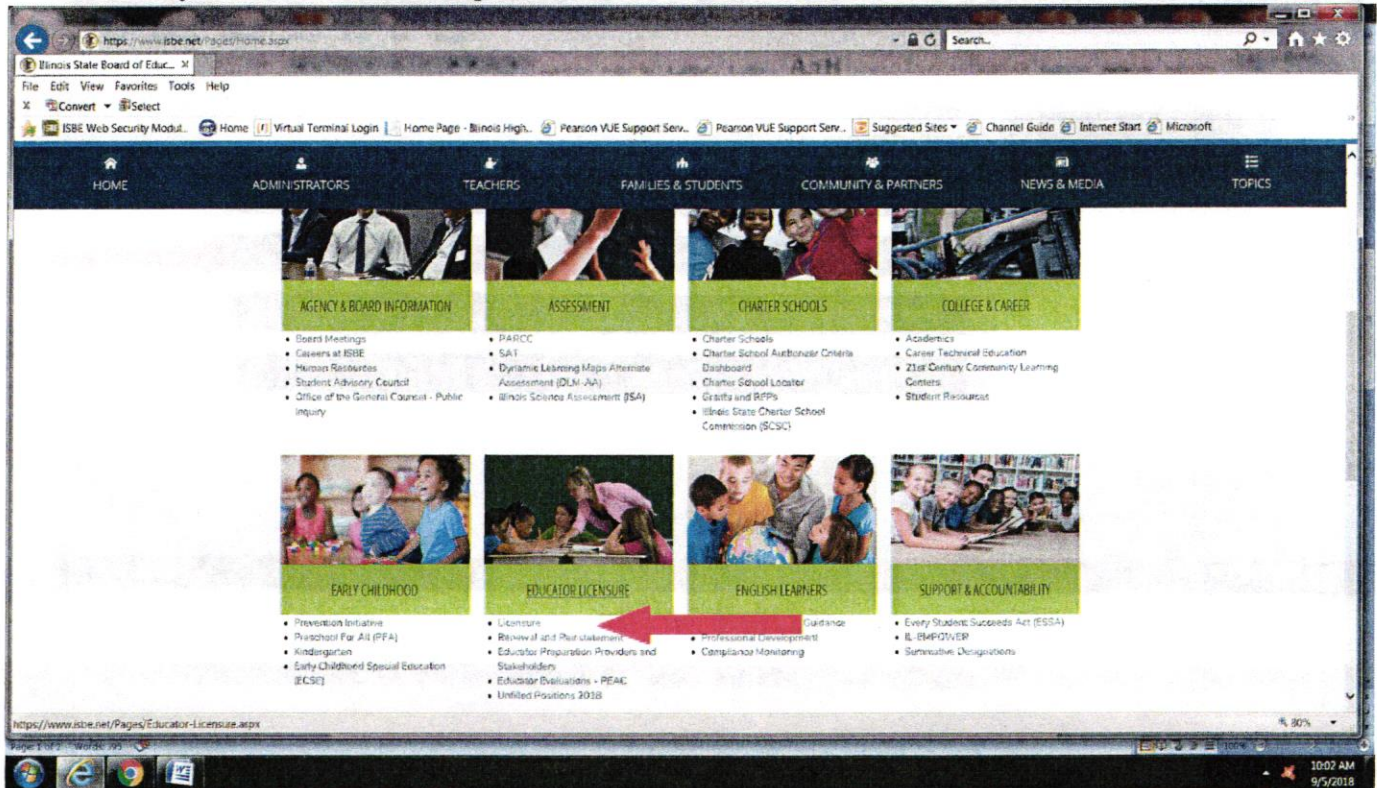 https://www.isbe.net/Pages/Home.aspx
Search...
Illinois State Board of Educ...
File Edit View Favorites Tools Help
Convert Select
ISBE Web Security Modul... Home Virtual Terminal Login Home Page - Illinois High... Pearson VUE Support Serv... Pearson VUE Support Serv... Suggested Sites Channel Guide Internet Start Microsoft
HOME ADMINISTRATORS TEACHERS FAMILIES & STUDENTS COMMUNITY & PARTNERS NEWS & MEDIA TOPICS
AGENCY & BOARD INFORMATION
• Board Meetings
• Careers at ISBE
• Human Resources
• Student Advisory Council
• Office of the General Counsel - Public
Inquiry
ASSESSMENT
• PARCC
• SAT
• Dynamic Learning Maps Alternate
Assessment (DLM-AA)
• Illinois Science Assessment (ISA)
CHARTER SCHOOLS
• Charter Schools
• Charter School Authorizer Criteria
Dashboard
• Charter School Locator
• Grants and RFPs
• Illinois State Charter School
Commission (SCSC)
COLLEGE & CAREER
• Academics
• Career Technical Education
• 21st Century Community Learning
Centers
• Student Resources
EARLY CHILDHOOD
• Prevention Initiative
• Preschool For All (PFA)
• Kindergarten
• Early Childhood Special Education
(ECSE)
EDUCATOR LICENSURE
• Licensure
• Renewal and Reinstatement
• Educator Preparation Providers and
Stakeholders
• Educator Evaluations - PEAC
• Unfilled Positions 2018
ENGLISH LEARNERS
Guidance
• Professional Development
• Compliance Monitoring
SUPPORT & ACCOUNTABILITY
• Every Student Succeeds Act (ESSA)
• IL-EMPOWER
• Summative Designations
https://www.isbe.net/Pages/Educator-Licensure.aspx
80%
Page: 1 of 2 Words: 395
100%
10:02 AM
9/5/2018